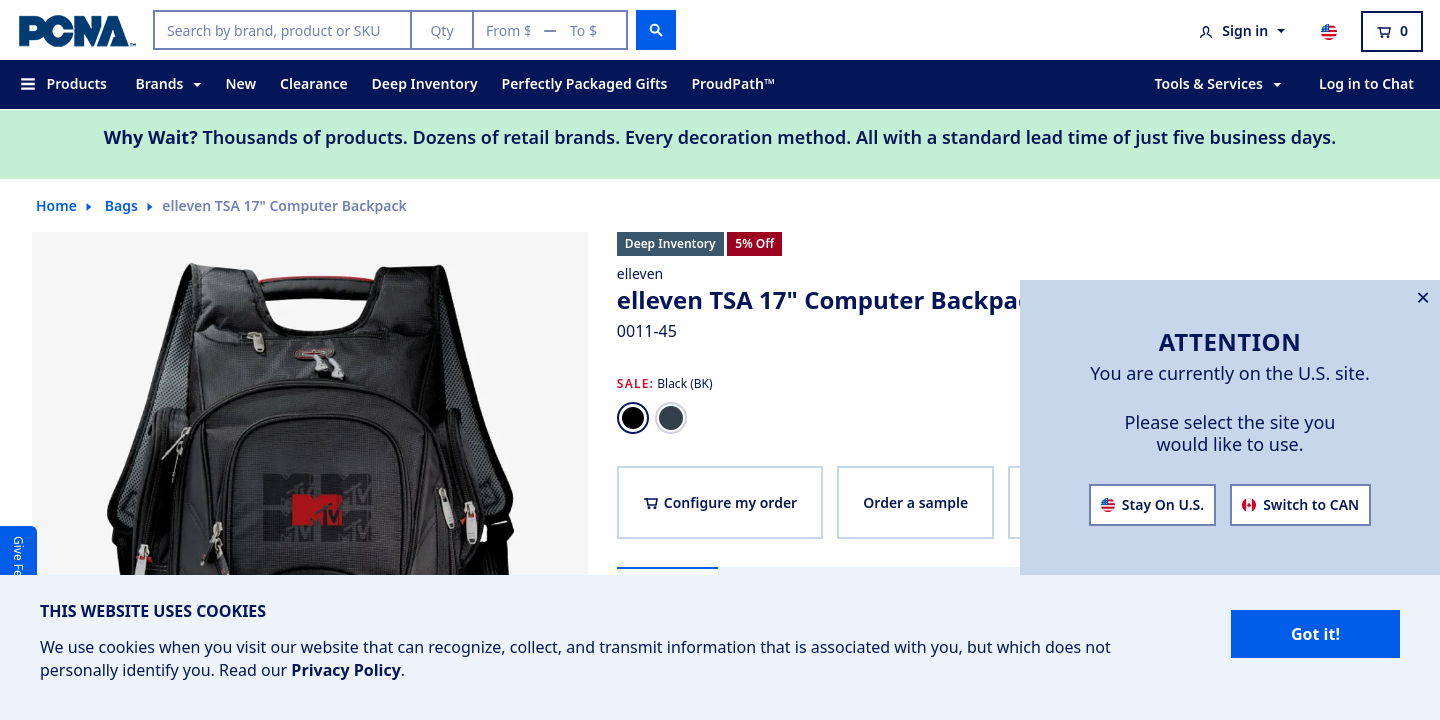 PCNA
Search by brand, product or SKU
Qty
From $ — To $
Sign in
0
Products
Brands
New
Clearance
Deep Inventory
Perfectly Packaged Gifts
ProudPath™
Tools & Services
Log in to Chat
Why Wait? Thousands of products. Dozens of retail brands. Every decoration method. All with a standard lead time of just five business days.
Home
Bags
elleven TSA 17" Computer Backpack
Deep Inventory
5% Off
elleven
elleven TSA 17" Computer
0011-45
SALE: Black (BK)
Configure my order
Order a sample
MTV
ATTENTION
You are currently on the U.S. site.
Please select the site you
would like to use.
Stay On U.S.
Switch to CAN
Give
THIS WEBSITE USES COOKIES
We use cookies when you visit our website that can recognize, collect, and transmit information that is associated with you, but which does not
personally identify you. Read our Privacy Policy.
Got it!